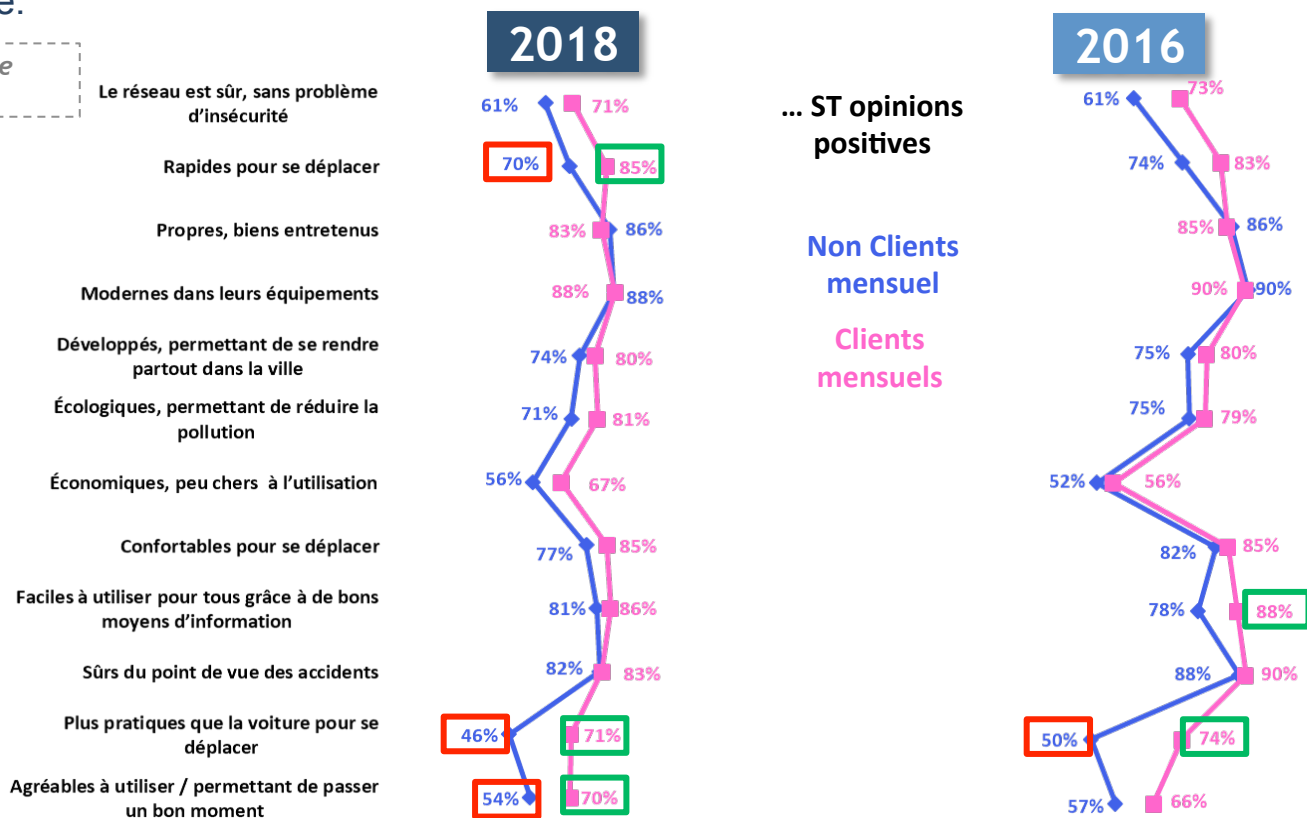 e.
e
2018
2016
Le réseau est sûr, sans problème
d'insécurité
61%
71%
... ST opinions
positives
61%
73%
Rapides pour se déplacer
70%
85%
74%
83%
Propres, biens entretenus
83%
86%
Non Clients
mensuel
85%
86%
Modernes dans leurs équipements
88%
88%
90%
90%
Développés, permettant de se rendre
partout dans la ville
74%
80%
Clients
mensuels
75%
80%
Écologiques, permettant de réduire la
pollution
71%
81%
75%
79%
Économiques, peu chers à l'utilisation
56%
67%
52%
56%
Confortables pour se déplacer
77%
85%
82%
85%
Faciles à utiliser pour tous grâce à de bons
moyens d'information
81%
86%
78%
88%
Sûrs du point de vue des accidents
82%
83%
88%
90%
Plus pratiques que la voiture pour se
déplacer
46%
71%
50%
74%
Agréables à utiliser / permettant de passer
un bon moment
54%
70%
57%
66%